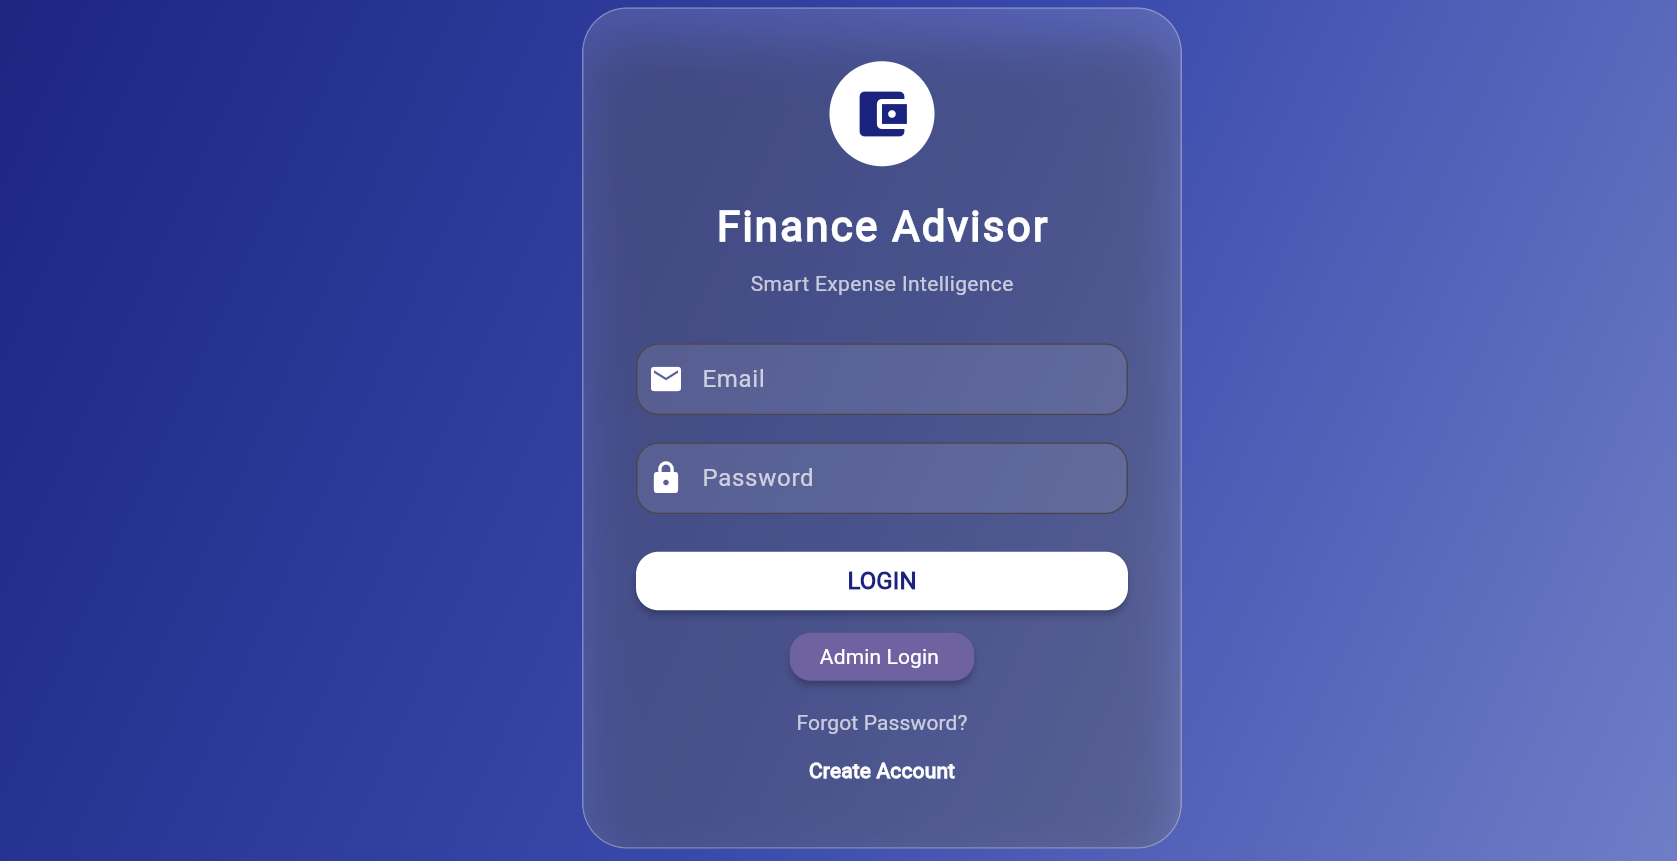 Finance Advisor
Smart Expense Intelligence
Email
Password
LOGIN
Admin Login
Forgot Password?
Create Account